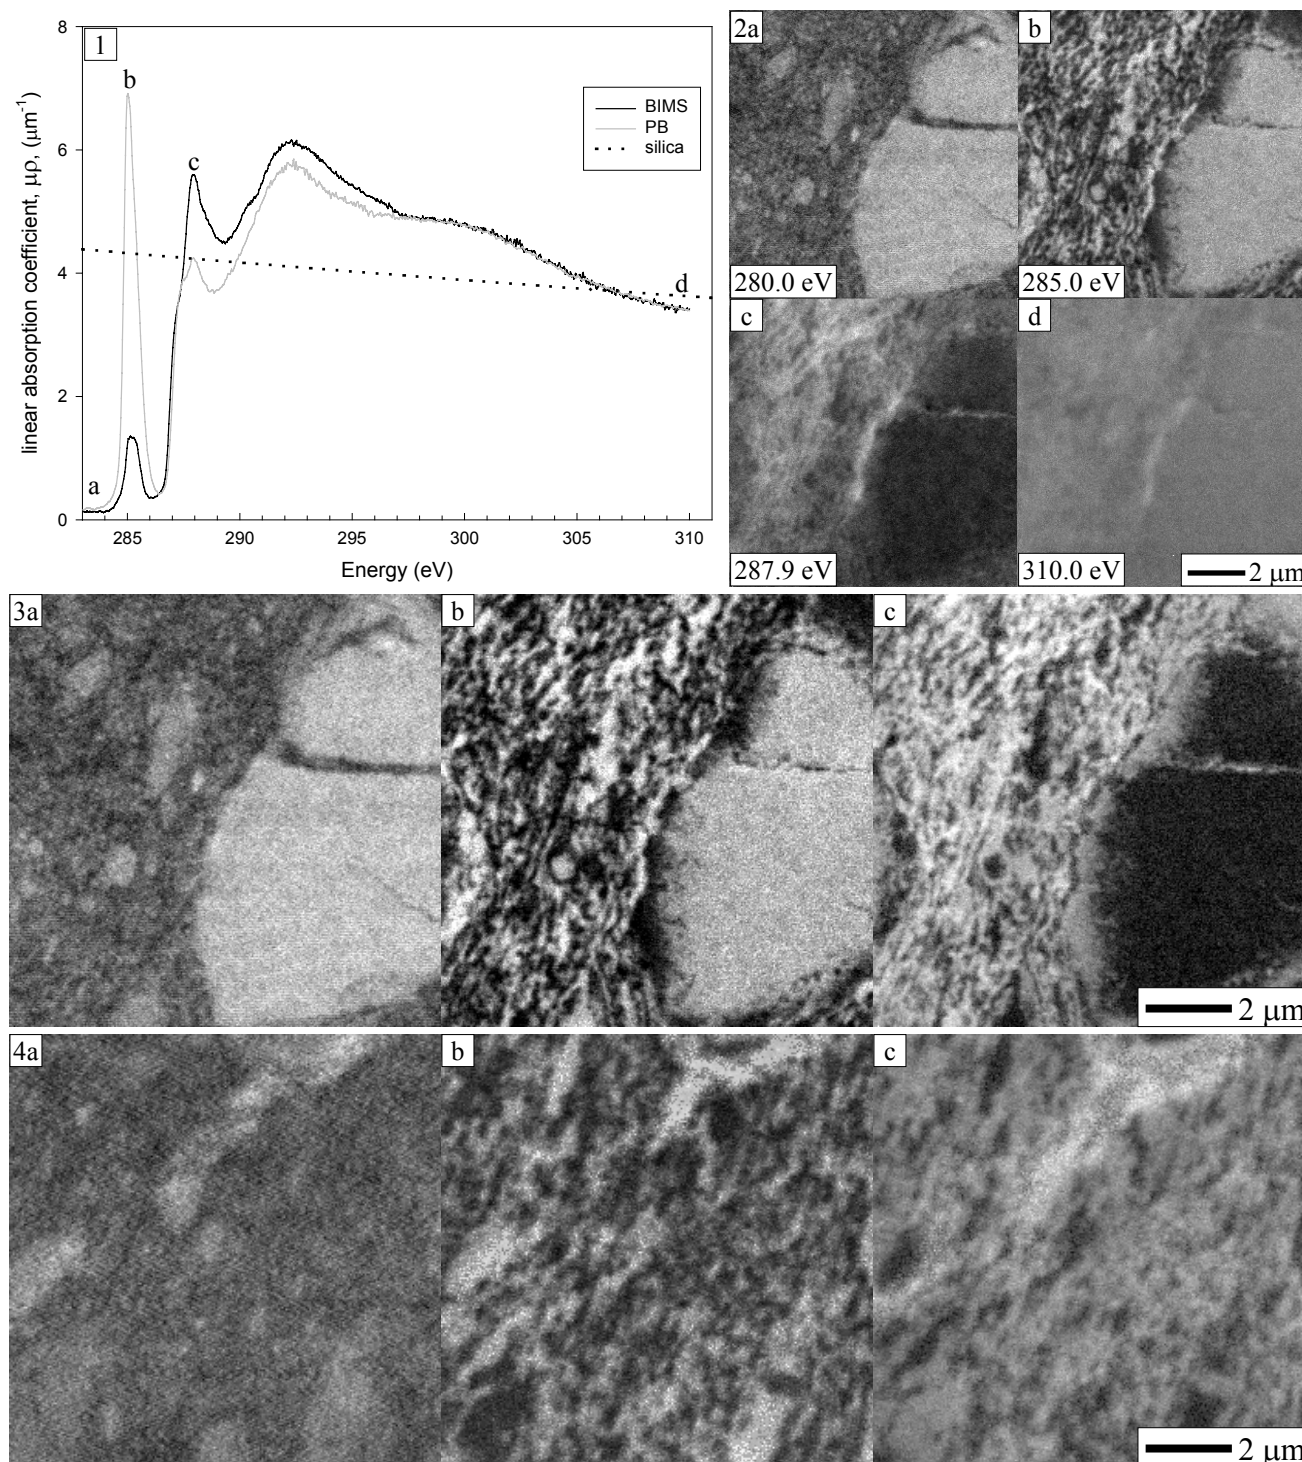 1
8
6
4
2
0
linear absorption coefficient, μρ, (μm⁻¹)
a
b
c
d
BIMS
PB
silica
285 290 295 300 305 310
Energy (eV)
2a
280.0 eV
b
285.0 eV
c
287.9 eV
d
310.0 eV
2 μm
3a
b
c
2 μm
4a
b
c
2 μm